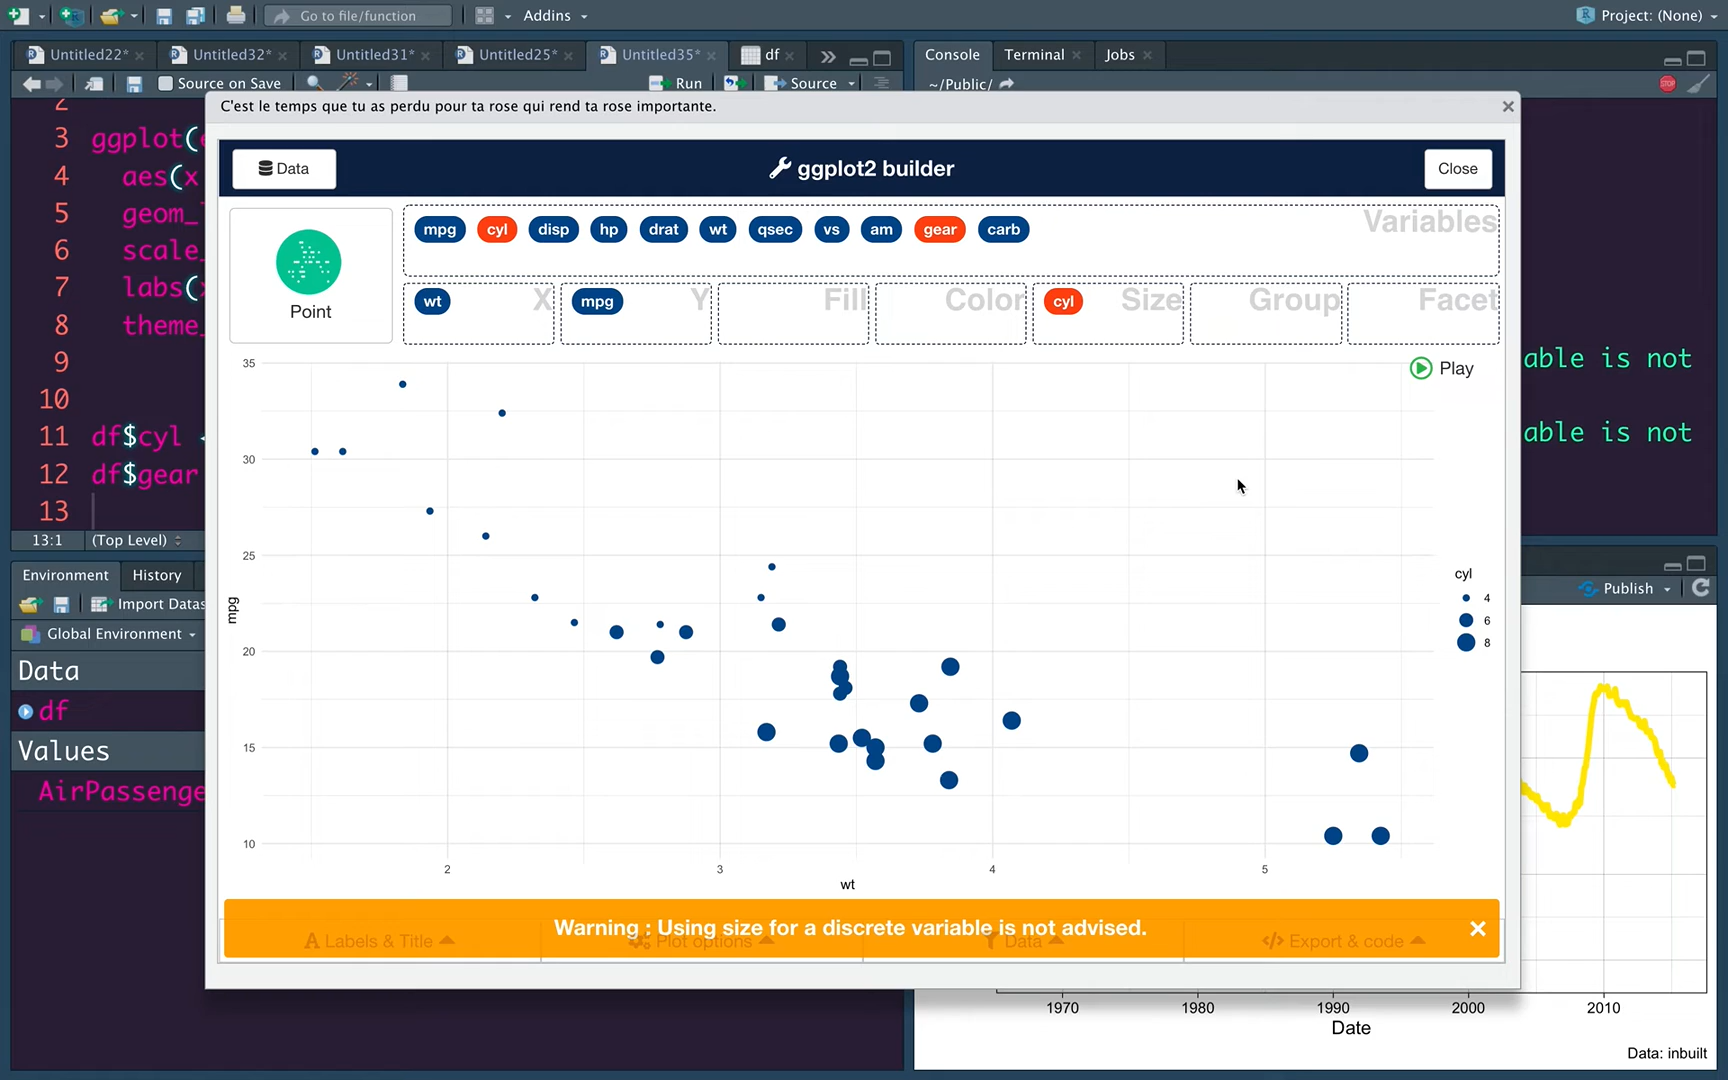 Go to file/function
Addins
Project: (None)
Untitled22*
Untitled32*
Untitled31*
Untitled25*
Untitled35*
df
Console
Terminal
Jobs
Source on Save
Run
Source
~/Public/
C'est le temps que tu as perdu pour ta rose qui rend ta rose importante.
Data
ggplot2 builder
Close
Point
mpg
cyl
disp
hp
drat
wt
qsec
vs
am
gear
carb
Variables
wt
X
mpg
Y
Fill
Color
cyl
Size
Group
Facet
Play
2
3 ggplot(
4 aes(x
5 geom_
6 scale_
7 labs(
8 theme_
9
10
11 df$cyl
12 df$gear
13
able is not
able is not
13:1
(Top Level)
Environment
History
Import Datas
Global Environment
Data
df
Values
AirPassenge
Publish
35
30
25
20
15
10
mpg
2
3
4
5
wt
cyl
4
6
8
Warning : Using size for a discrete variable is not advised.
Labels & Title
Plot options
Data
Export & code
1970
1980
1990
2000
2010
Date
Data: inbuilt